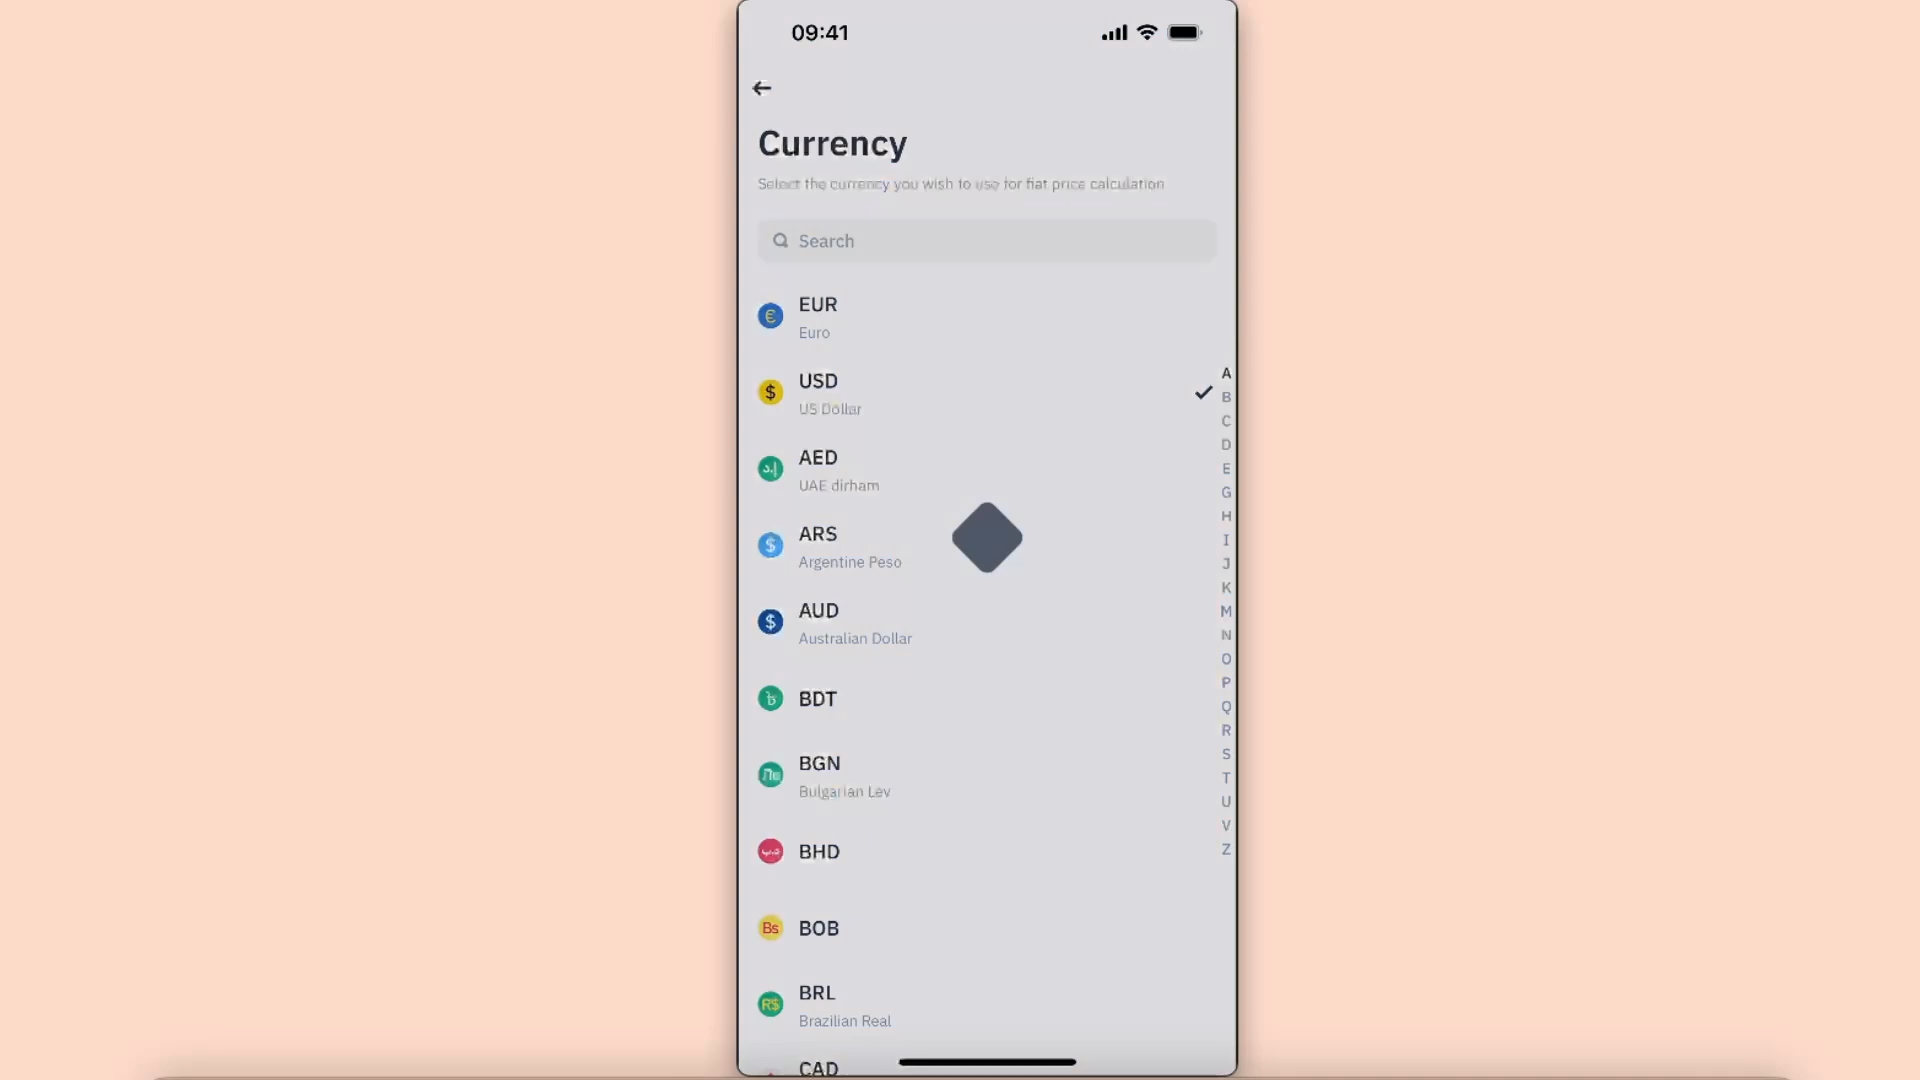 09:41
Currency
Select the currency you wish to use for fiat price calculation
Search
€
EUR
Euro
$
USD
US Dollar
A
B
C
D
E
G
H
I
J
K
M
N
O
P
Q
R
S
T
U
V
Z
د.إ
AED
UAE dirham
$
ARS
Argentine Peso
$
AUD
Australian Dollar
৳
BDT
BGN
Bulgarian Lev
BHD
Bs
BOB
R$
BRL
Brazilian Real
CAD